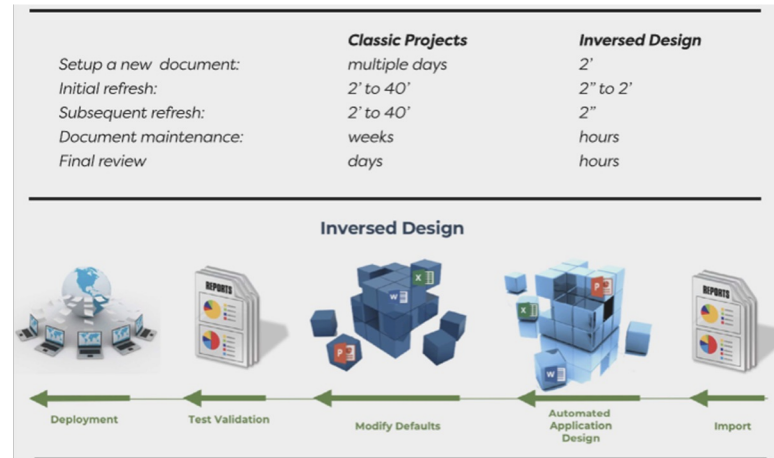 Classic Projects Inversed Design
Setup a new document: multiple days 2’
Initial refresh: 2’ to 40’ 2” to 2’
Subsequent refresh: 2’ to 40’ 2”
Document maintenance: weeks hours
Final review days hours
Inversed Design
REPORTS
X
W
P
P
X
W
REPORTS
Deployment
Test Validation
Modify Defaults
Automated
Application
Design
Import